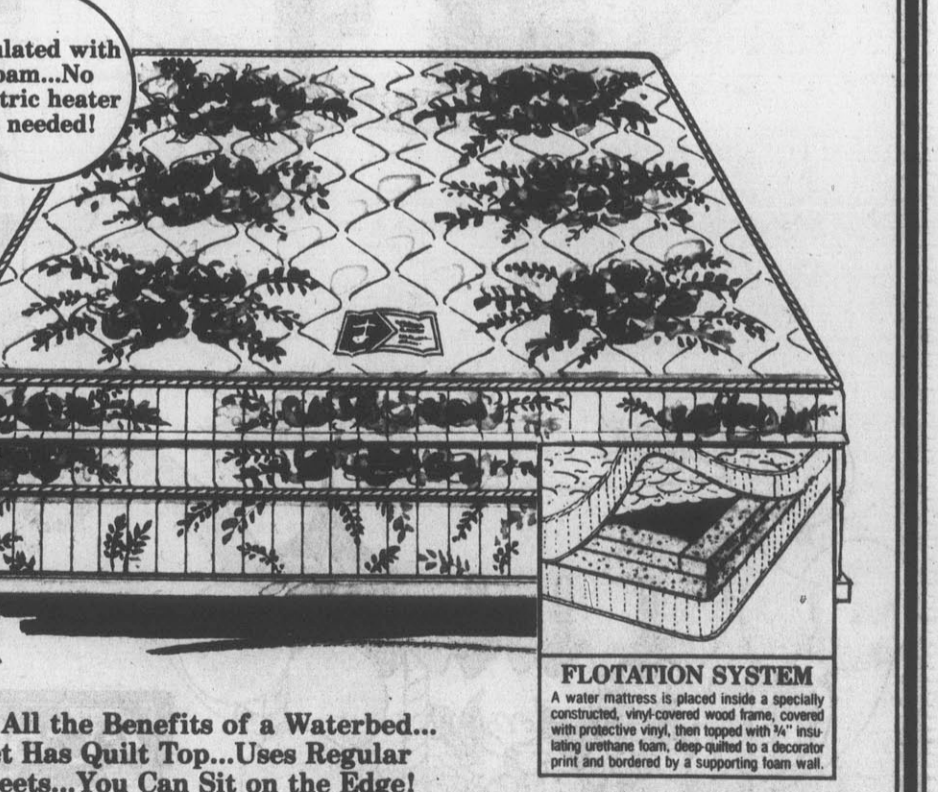 ulated with
oam...No
tric heater
needed!
FLOTATION SYSTEM
A water mattress is placed inside a specially
constructed, vinyl-covered wood frame, covered
with protective vinyl, then topped with ¾" insu-
lating urethane foam, deep-quilted to a decorator
print and bordered by a supporting foam wall.
All the Benefits of a Waterbed...
et Has Quilt Top...Uses Regular
eets...You Can Sit on the Edge!